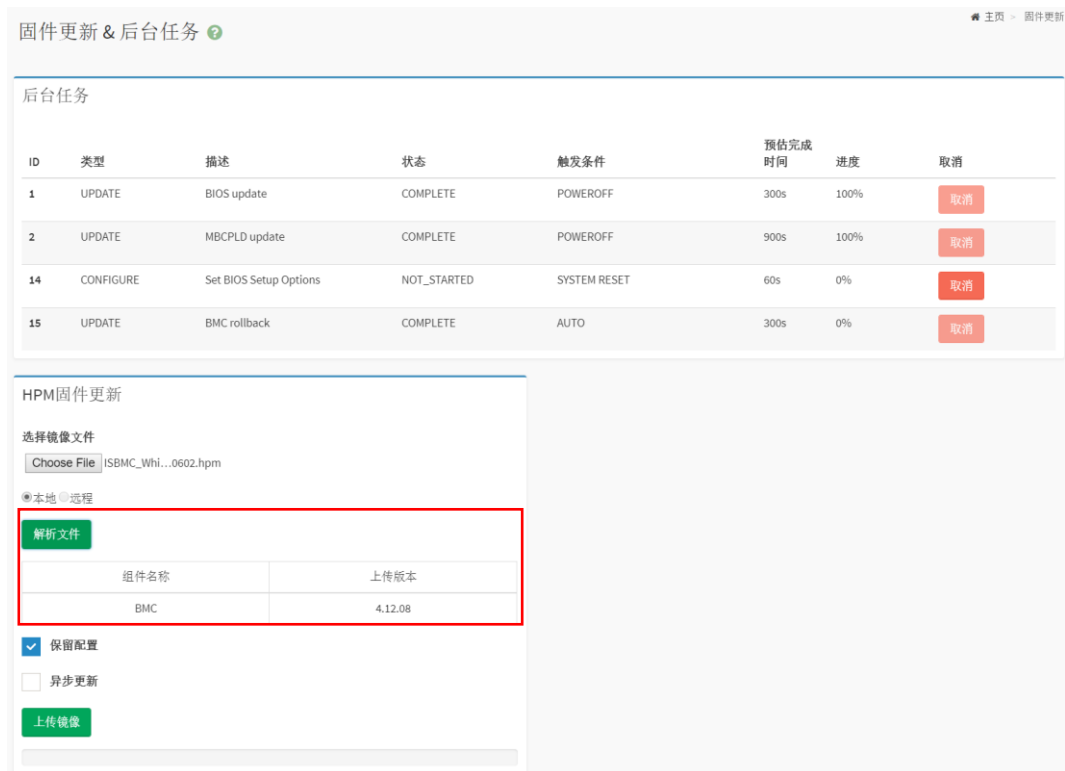 主页 > 固件更新
固件更新 & 后台任务 ?
后台任务
ID 类型 描述 状态 触发条件 预估完成时间 进度 取消
1 UPDATE BIOS update COMPLETE POWEROFF 300s 100% 取消
2 UPDATE MBCPLD update COMPLETE POWEROFF 900s 100% 取消
14 CONFIGURE Set BIOS Setup Options NOT_STARTED SYSTEM RESET 60s 0% 取消
15 UPDATE BMC rollback COMPLETE AUTO 300s 0% 取消
HPM固件更新
选择镜像文件
Choose File ISBMC_Whi...0602.hpm
本地 远程
解析文件
组件名称 上传版本
BMC 4.12.08
保留配置
异步更新
上传镜像